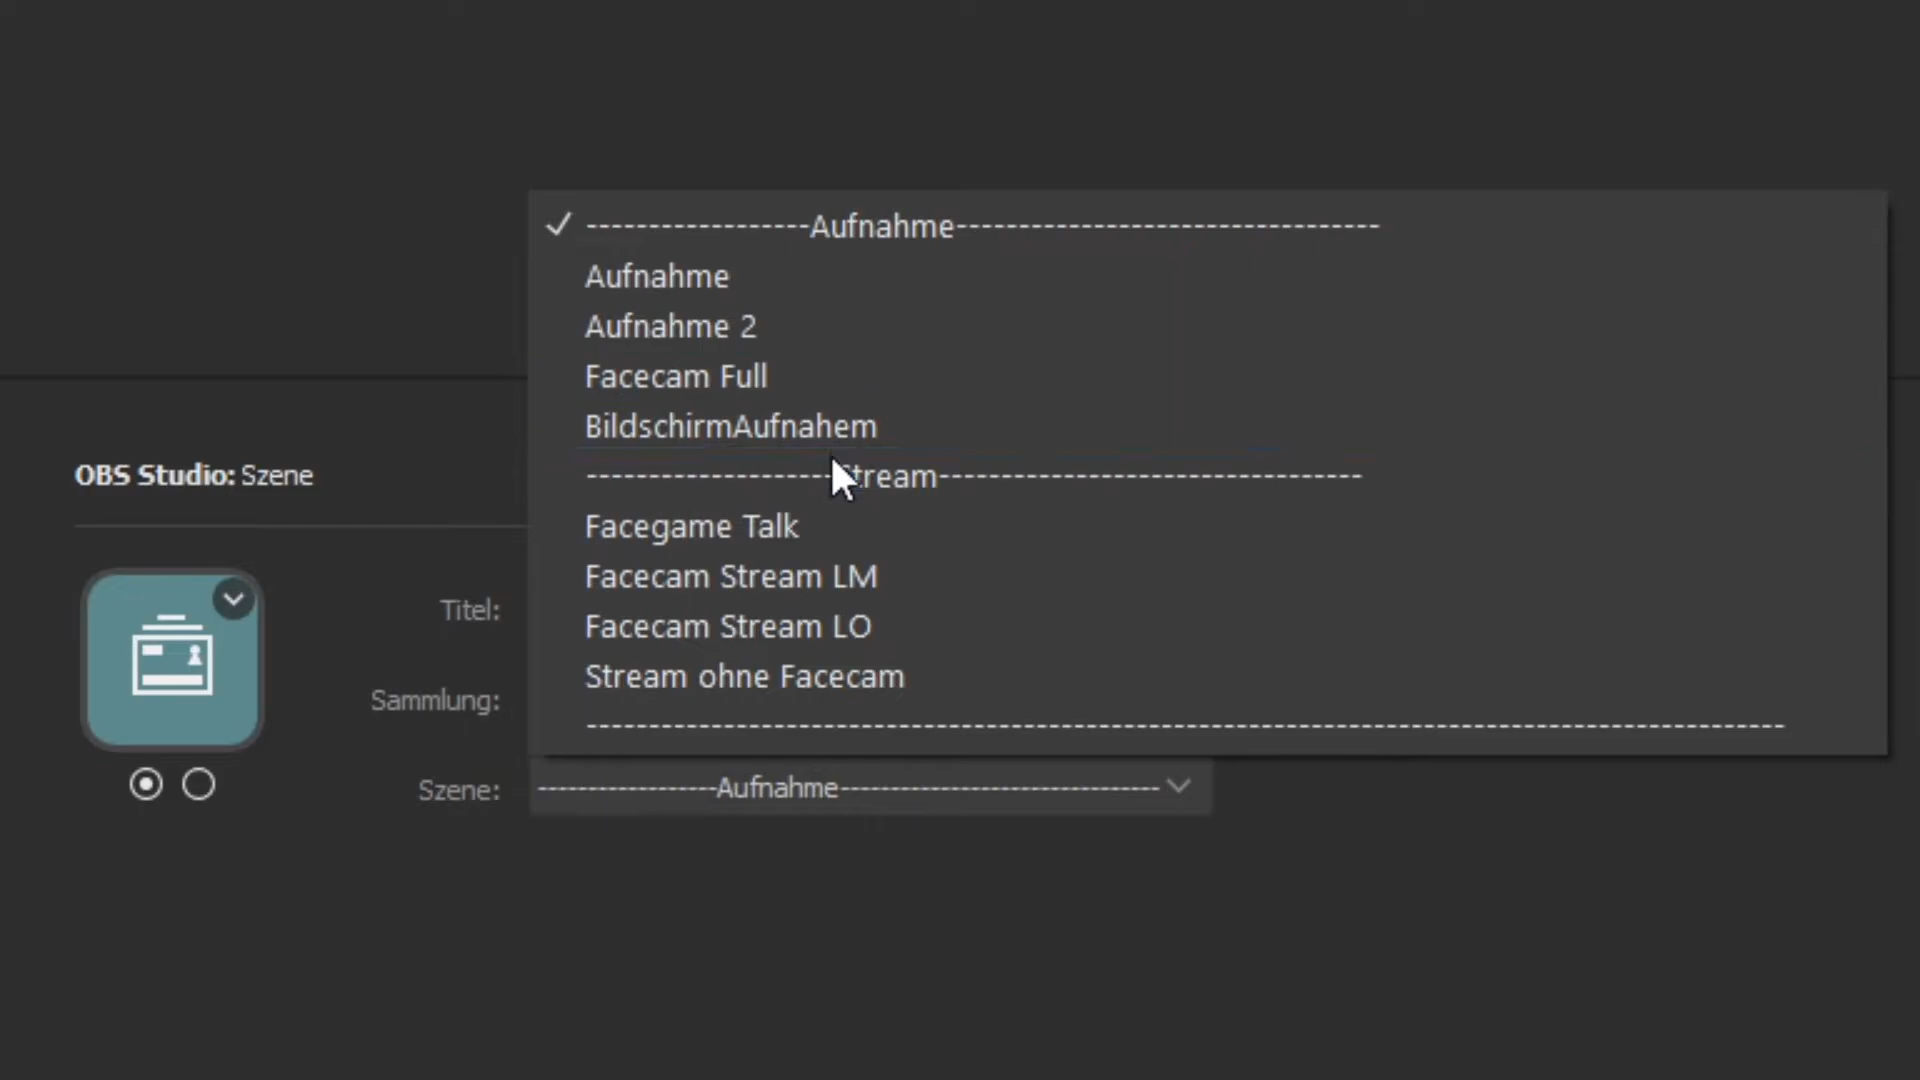 ------------------Aufnahme----------------------------------
Aufnahme
Aufnahme 2
Facecam Full
BildschirmAufnahem
--------------------Stream----------------------------------
Facegame Talk
Facecam Stream LM
Facecam Stream LO
Stream ohne Facecam
------------------------------------------------------------------------------------------------
OBS Studio: Szene
Titel:
Sammlung:
Szene: ------------------Aufnahme----------------------------------